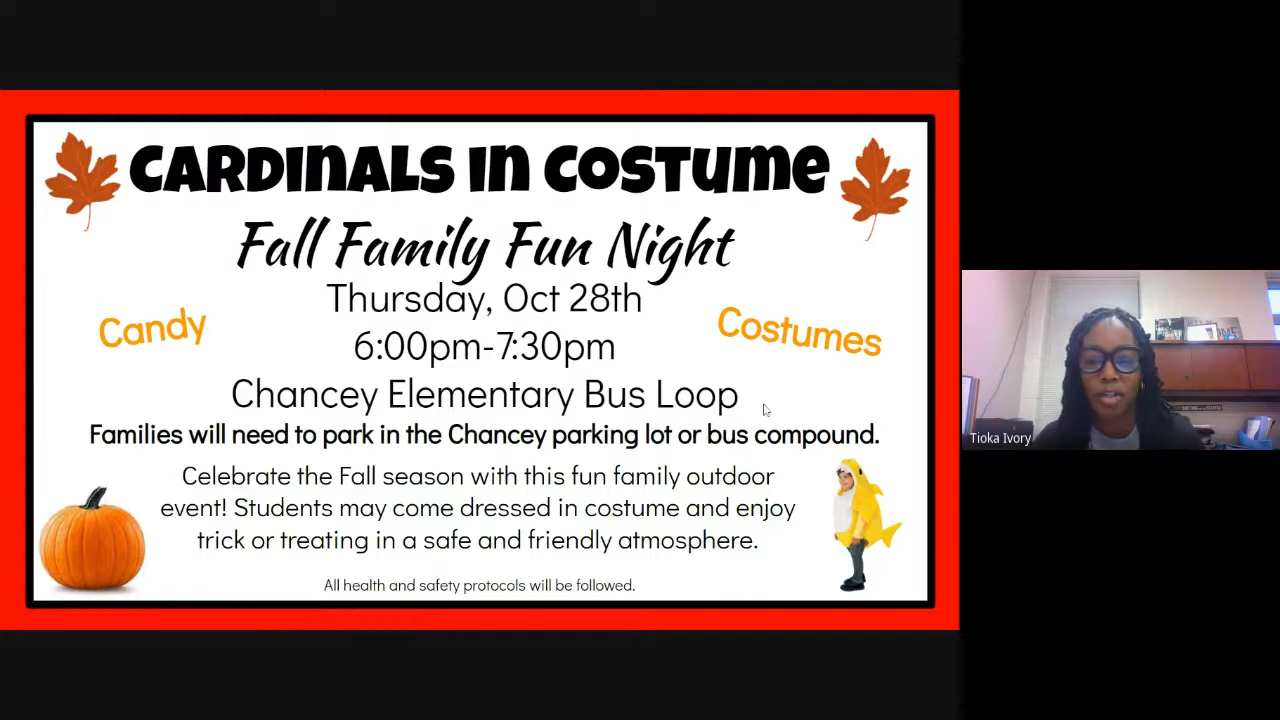 CARDINALS IN COSTUME
Fall Family Fun Night
Thursday, Oct 28th
Candy
Costumes
6:00pm-7:30pm
Chancey Elementary Bus Loop
Families will need to park in the Chancey parking lot or bus compound.
Celebrate the Fall season with this fun family outdoor
event! Students may come dressed in costume and enjoy
trick or treating in a safe and friendly atmosphere.
All health and safety protocols will be followed.
Tioka Ivory